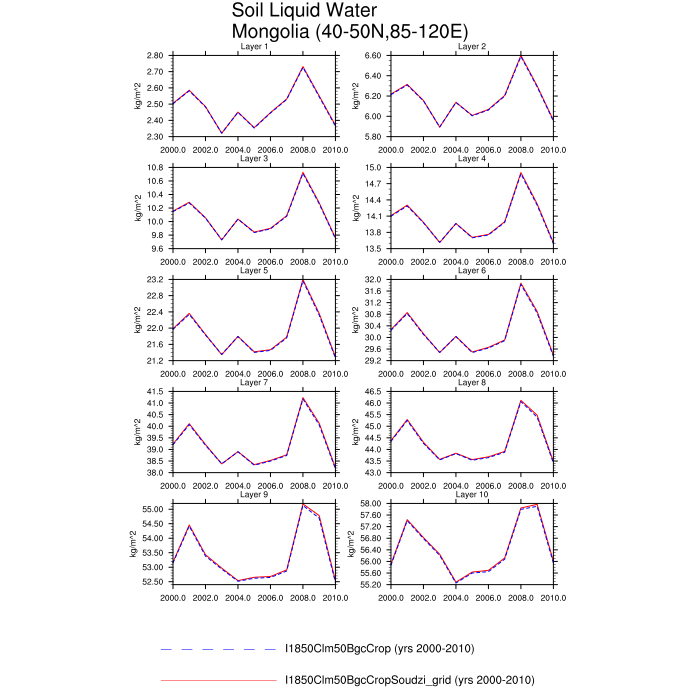 Soil Liquid Water
Mongolia (40-50N,85-120E)
Layer 1
2.80
2.70
2.60
2.50
2.40
2.30
kg/m^2
2000.0 2002.0 2004.0 2006.0 2008.0 2010.0
Layer 2
6.60
6.40
6.20
6.00
5.80
kg/m^2
2000.0 2002.0 2004.0 2006.0 2008.0 2010.0
Layer 3
10.8
10.6
10.4
10.2
10.0
9.8
9.6
kg/m^2
2000.0 2002.0 2004.0 2006.0 2008.0 2010.0
Layer 4
15.0
14.7
14.4
14.1
13.8
13.5
kg/m^2
2000.0 2002.0 2004.0 2006.0 2008.0 2010.0
Layer 5
23.2
22.8
22.4
22.0
21.6
21.2
kg/m^2
2000.0 2002.0 2004.0 2006.0 2008.0 2010.0
Layer 6
32.0
31.6
31.2
30.8
30.4
30.0
29.6
29.2
kg/m^2
2000.0 2002.0 2004.0 2006.0 2008.0 2010.0
Layer 7
41.5
41.0
40.5
40.0
39.5
39.0
38.5
38.0
kg/m^2
2000.0 2002.0 2004.0 2006.0 2008.0 2010.0
Layer 8
46.5
46.0
45.5
45.0
44.5
44.0
43.5
43.0
kg/m^2
2000.0 2002.0 2004.0 2006.0 2008.0 2010.0
Layer 9
55.00
54.50
54.00
53.50
53.00
52.50
kg/m^2
2000.0 2002.0 2004.0 2006.0 2008.0 2010.0
Layer 10
58.00
57.60
57.20
56.80
56.40
56.00
55.60
55.20
kg/m^2
2000.0 2002.0 2004.0 2006.0 2008.0 2010.0
I1850Clm50BgcCrop (yrs 2000-2010)
I1850Clm50BgcCropSoudzi_grid (yrs 2000-2010)